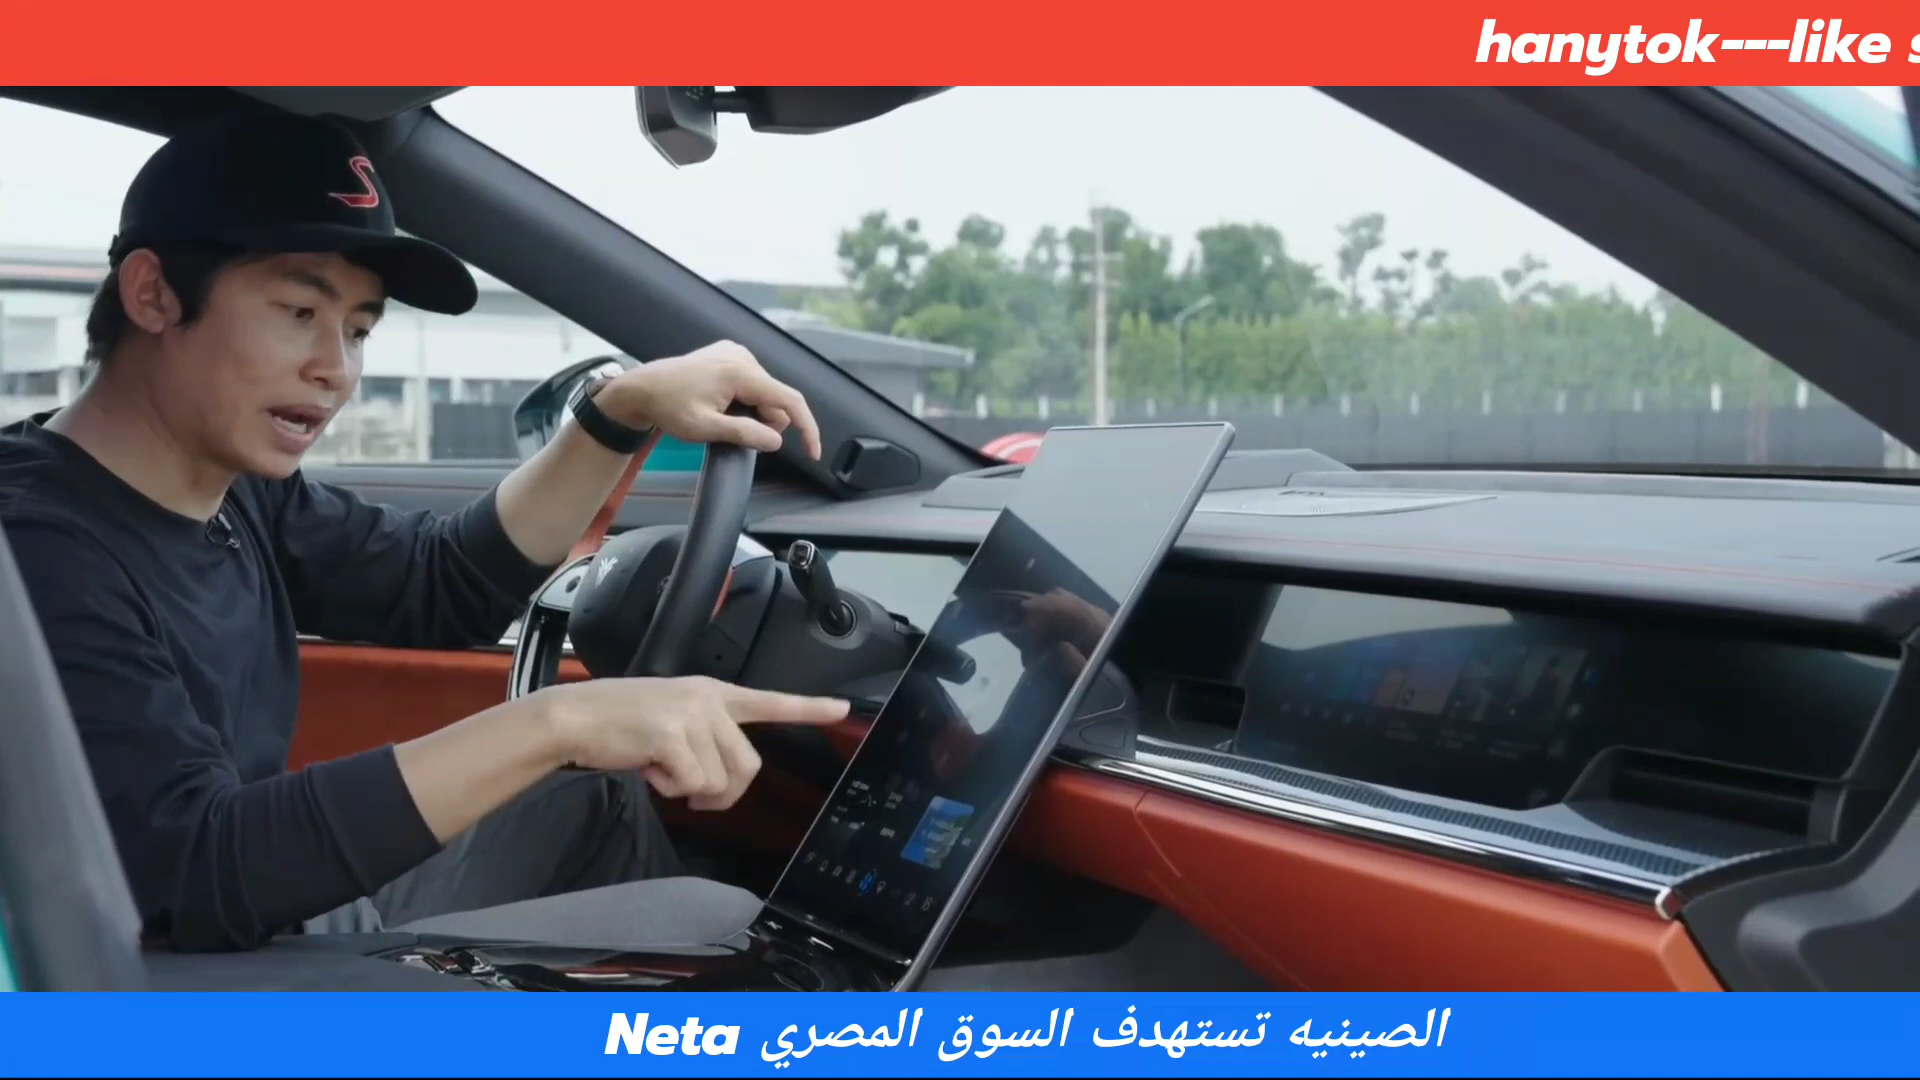 hanytok---like s
S
Neta الصينيه تستهدف السوق المصري